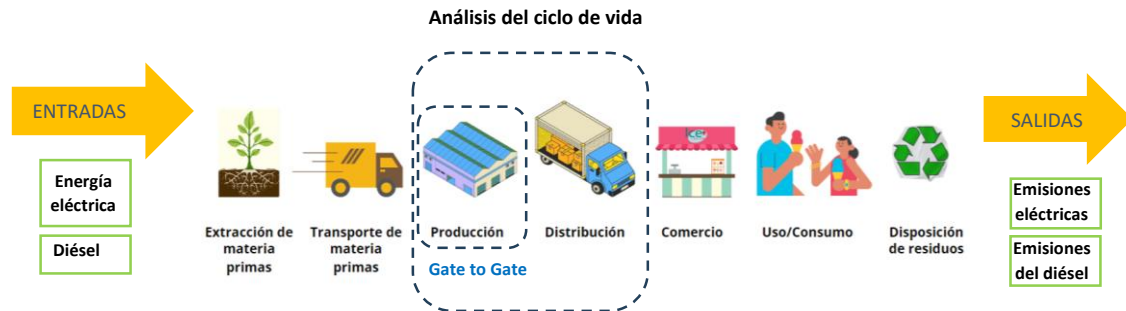 Análisis del ciclo de vida
ENTRADAS
Energía
eléctrica
Diésel
Extracción de
materia
primas
Transporte de
materia
primas
Producción
Gate to Gate
Distribución
Ice
Comercio
Uso/Consumo
Disposición
de residuos
SALIDAS
Emisiones
eléctricas
Emisiones
del diésel